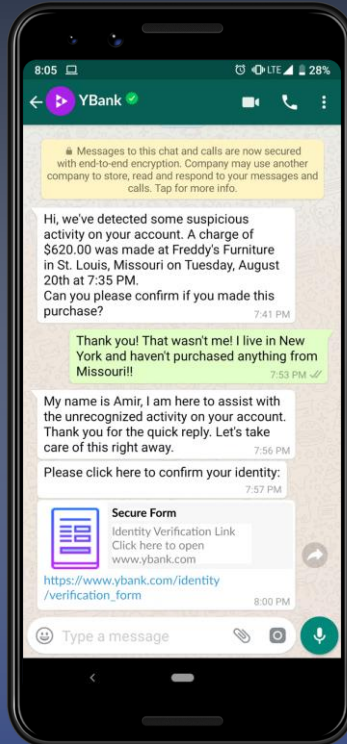 8:05 LTE 28%
YBank
Messages to this chat and calls are now secured
with end-to-end encryption. Company may use another
company to store, read and respond to your messages and
calls. Tap for more info.
Hi, we've detected some suspicious
activity on your account. A charge of
$620.00 was made at Freddy's Furniture
in St. Louis, Missouri on Tuesday, August
20th at 7:35 PM.
Can you please confirm if you made this
purchase?
7:41 PM
Thank you! That wasn't me! I live in New
York and haven't purchased anything from
Missouri!!
7:53 PM
My name is Amir, I am here to assist with
the unrecognized activity on your account.
Thank you for the quick reply. Let's take
care of this right away.
7:56 PM
Please click here to confirm your identity:
7:57 PM
Secure Form
Identity Verification Link
Click here to open
www.ybank.com
https://www.ybank.com/identity
/verification_form
8:00 PM
Type a message